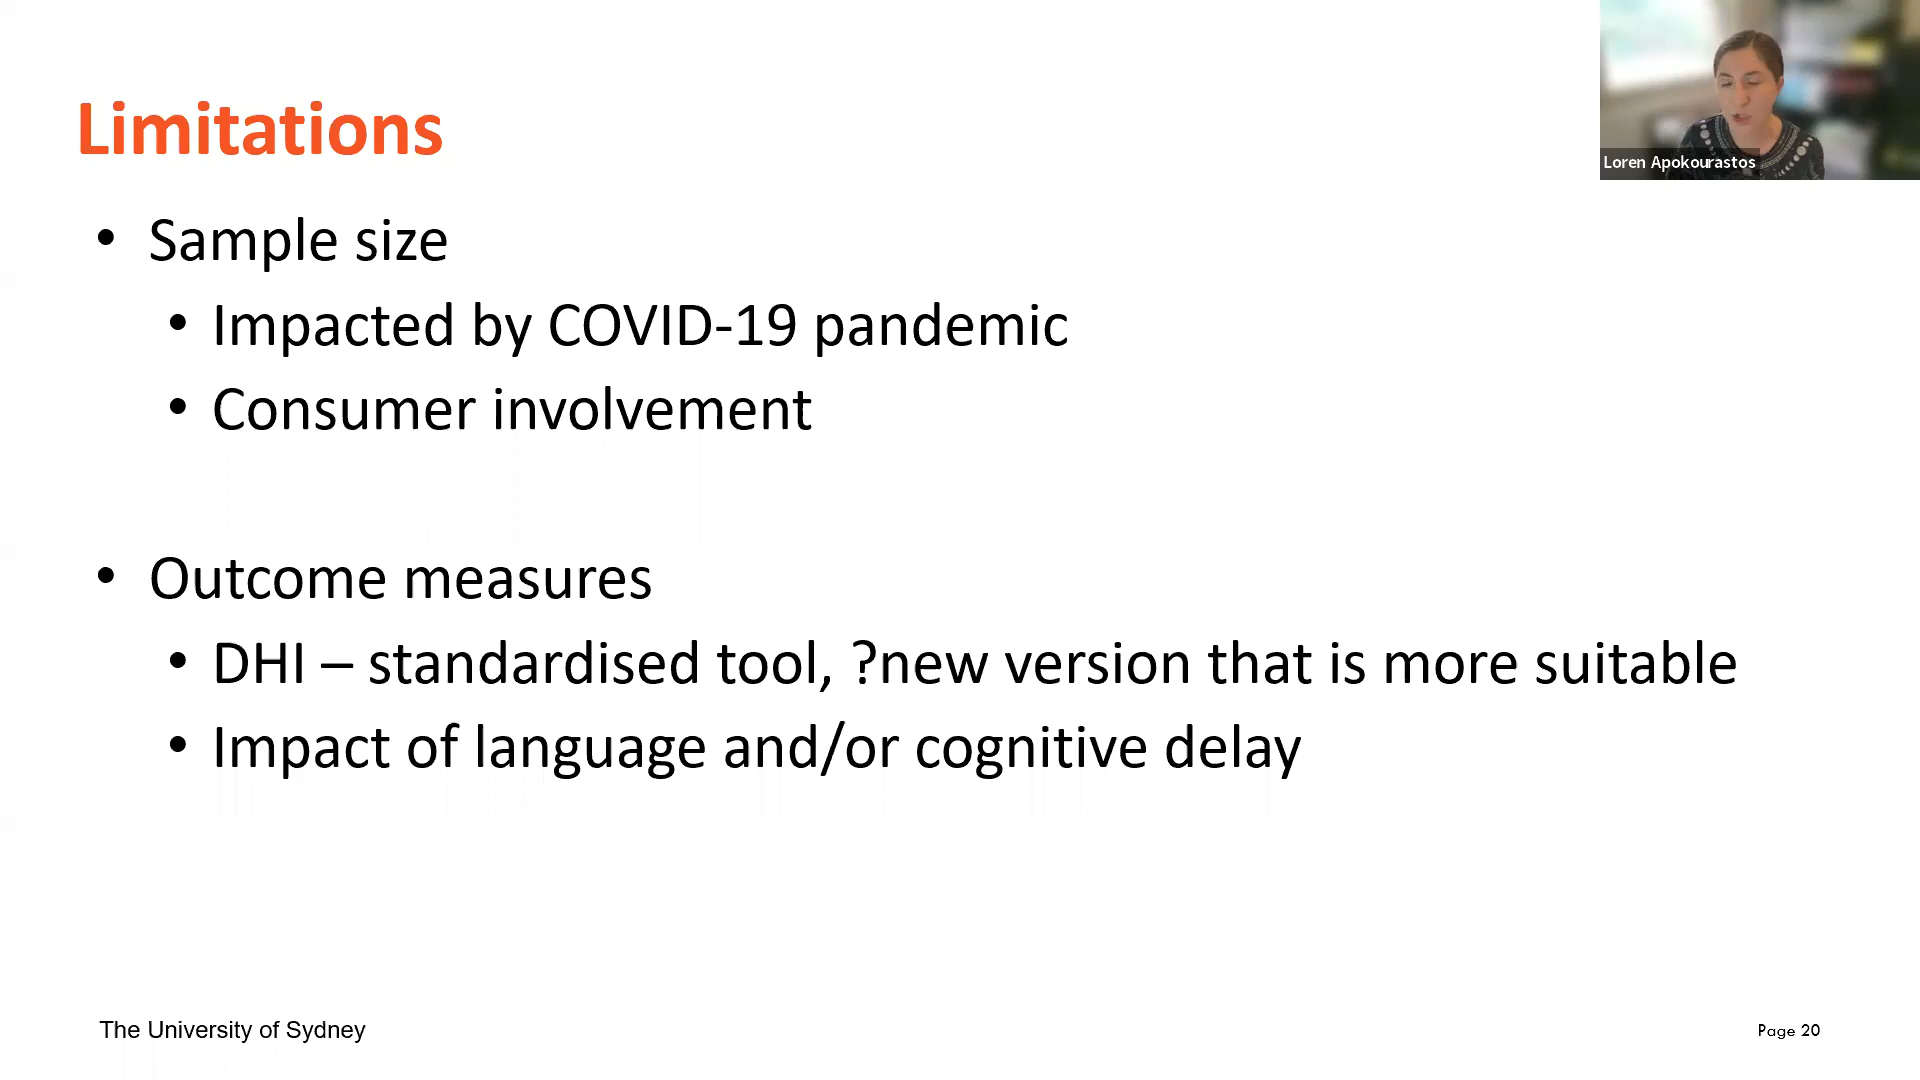 Limitations
Loren Apokourastos
• Sample size
• Impacted by COVID-19 pandemic
• Consumer involvement
• Outcome measures
• DHI – standardised tool, ?new version that is more suitable
• Impact of language and/or cognitive delay
The University of Sydney
Page 20